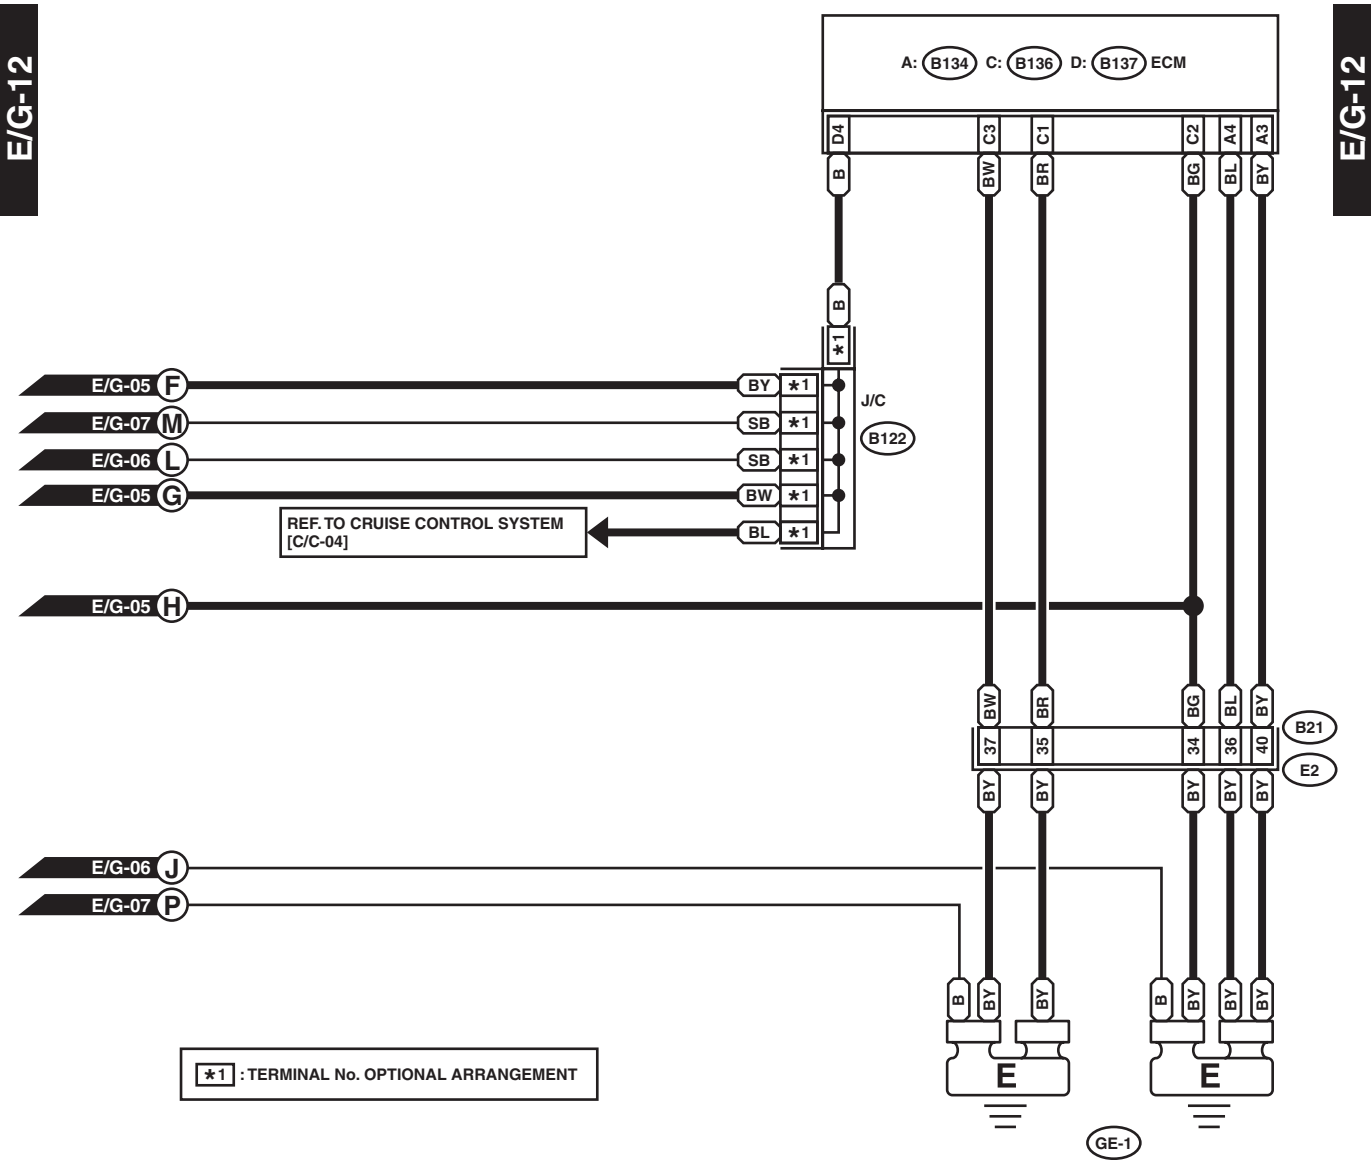 E/G-12
E/G-12
A: B134 C: B136 D: B137 ECM
D4 C3 C1 C2 A4 A3
B BW BR BG BL BY
B
*1
E/G-05 F BY *1
J/C
E/G-07 M SB *1
B122
E/G-06 L SB *1
E/G-05 G BW *1
REF. TO CRUISE CONTROL SYSTEM
[C/C-04]
BL *1
E/G-05 H
BW BR BG BL BY
B21
37 35 34 36 40
E2
BY BY BY BY BY
E/G-06 J
E/G-07 P
B BY BY B BY BY BY
E E
*1 : TERMINAL No. OPTIONAL ARRANGEMENT
GE-1